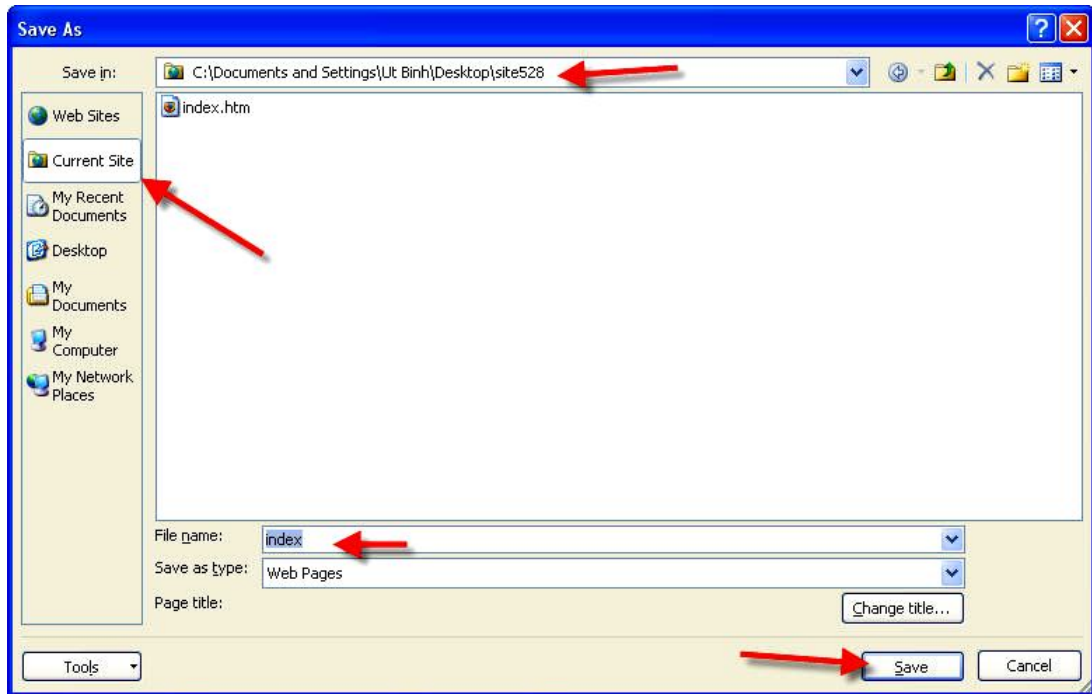 Save As
Save in:
C:\Documents and Settings\Ut Binh\Desktop\site528
Web Sites
Current Site
My Recent
Documents
Desktop
My
Documents
My
Computer
My Network
Places
index.htm
File name:
index
Save as type:
Web Pages
Page title:
Change title...
Tools
Save
Cancel